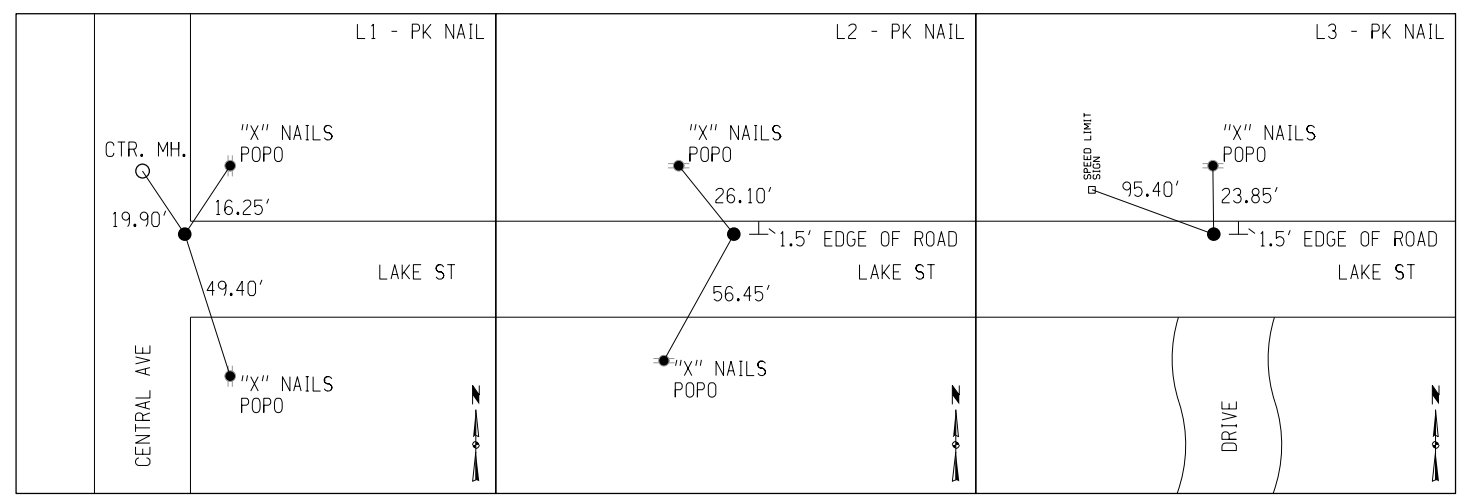 L1 - PK NAIL
"X" NAILS
POPO
CTR. MH.
16.25'
19.90'
LAKE ST
49.40'
CENTRAL AVE
"X" NAILS
POPO
N
L2 - PK NAIL
"X" NAILS
POPO
26.10'
1.5' EDGE OF ROAD
LAKE ST
56.45'
"X" NAILS
POPO
N
L3 - PK NAIL
SPEED LIMIT
SIGN
"X" NAILS
POPO
95.40'
23.85'
1.5' EDGE OF ROAD
LAKE ST
DRIVE
N